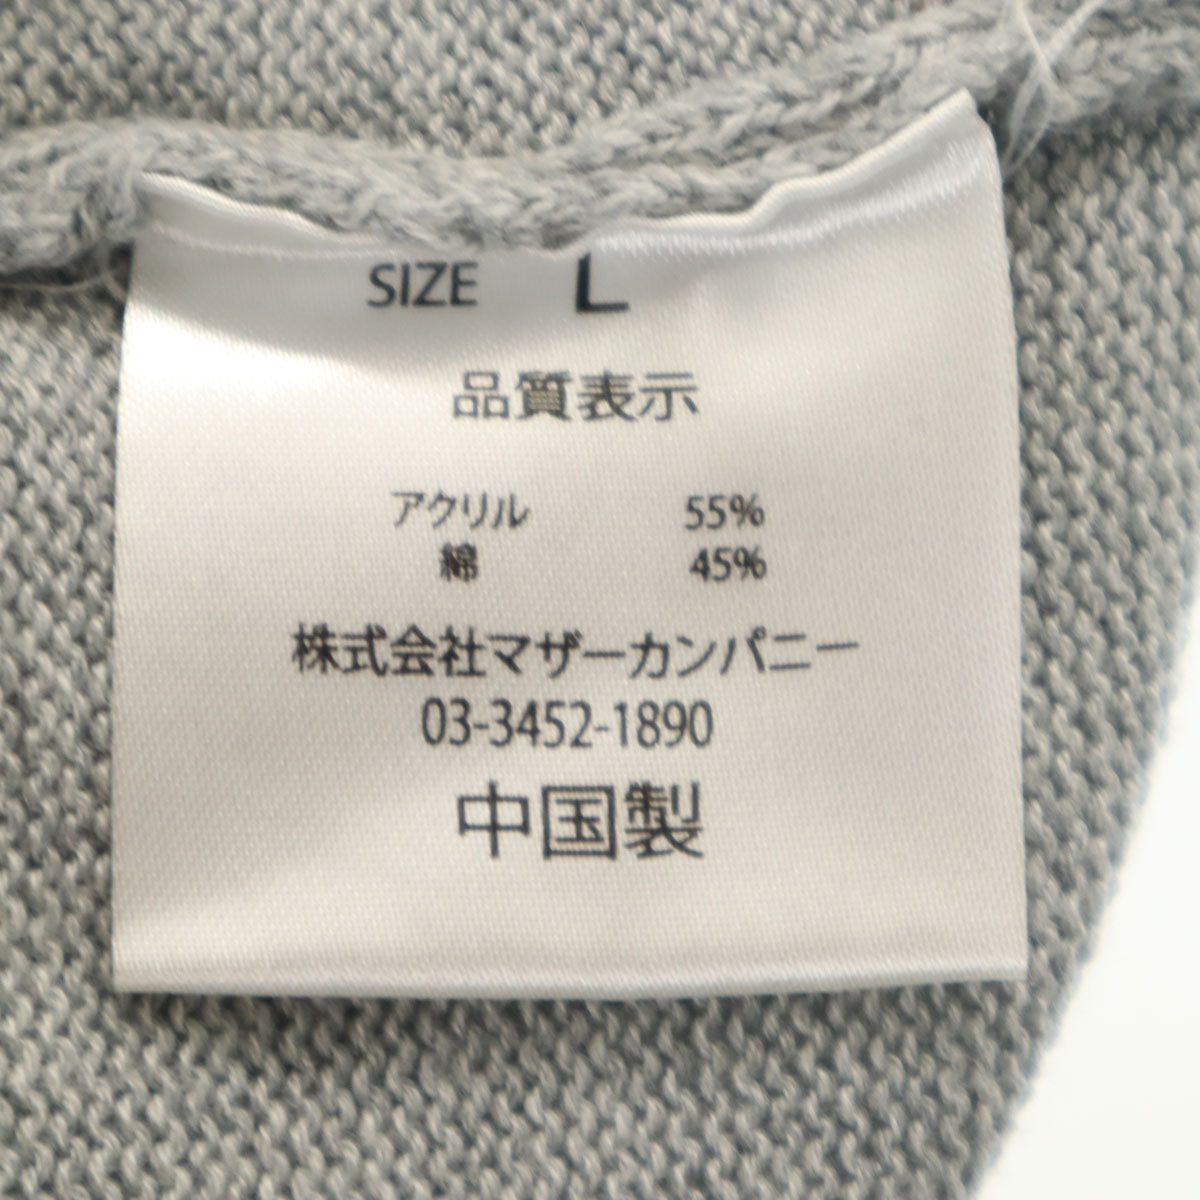 SIZE L
品質表示
アクリル 55%
綿 45%
株式会社マザーカンパニー
03-3452-1890
中国製